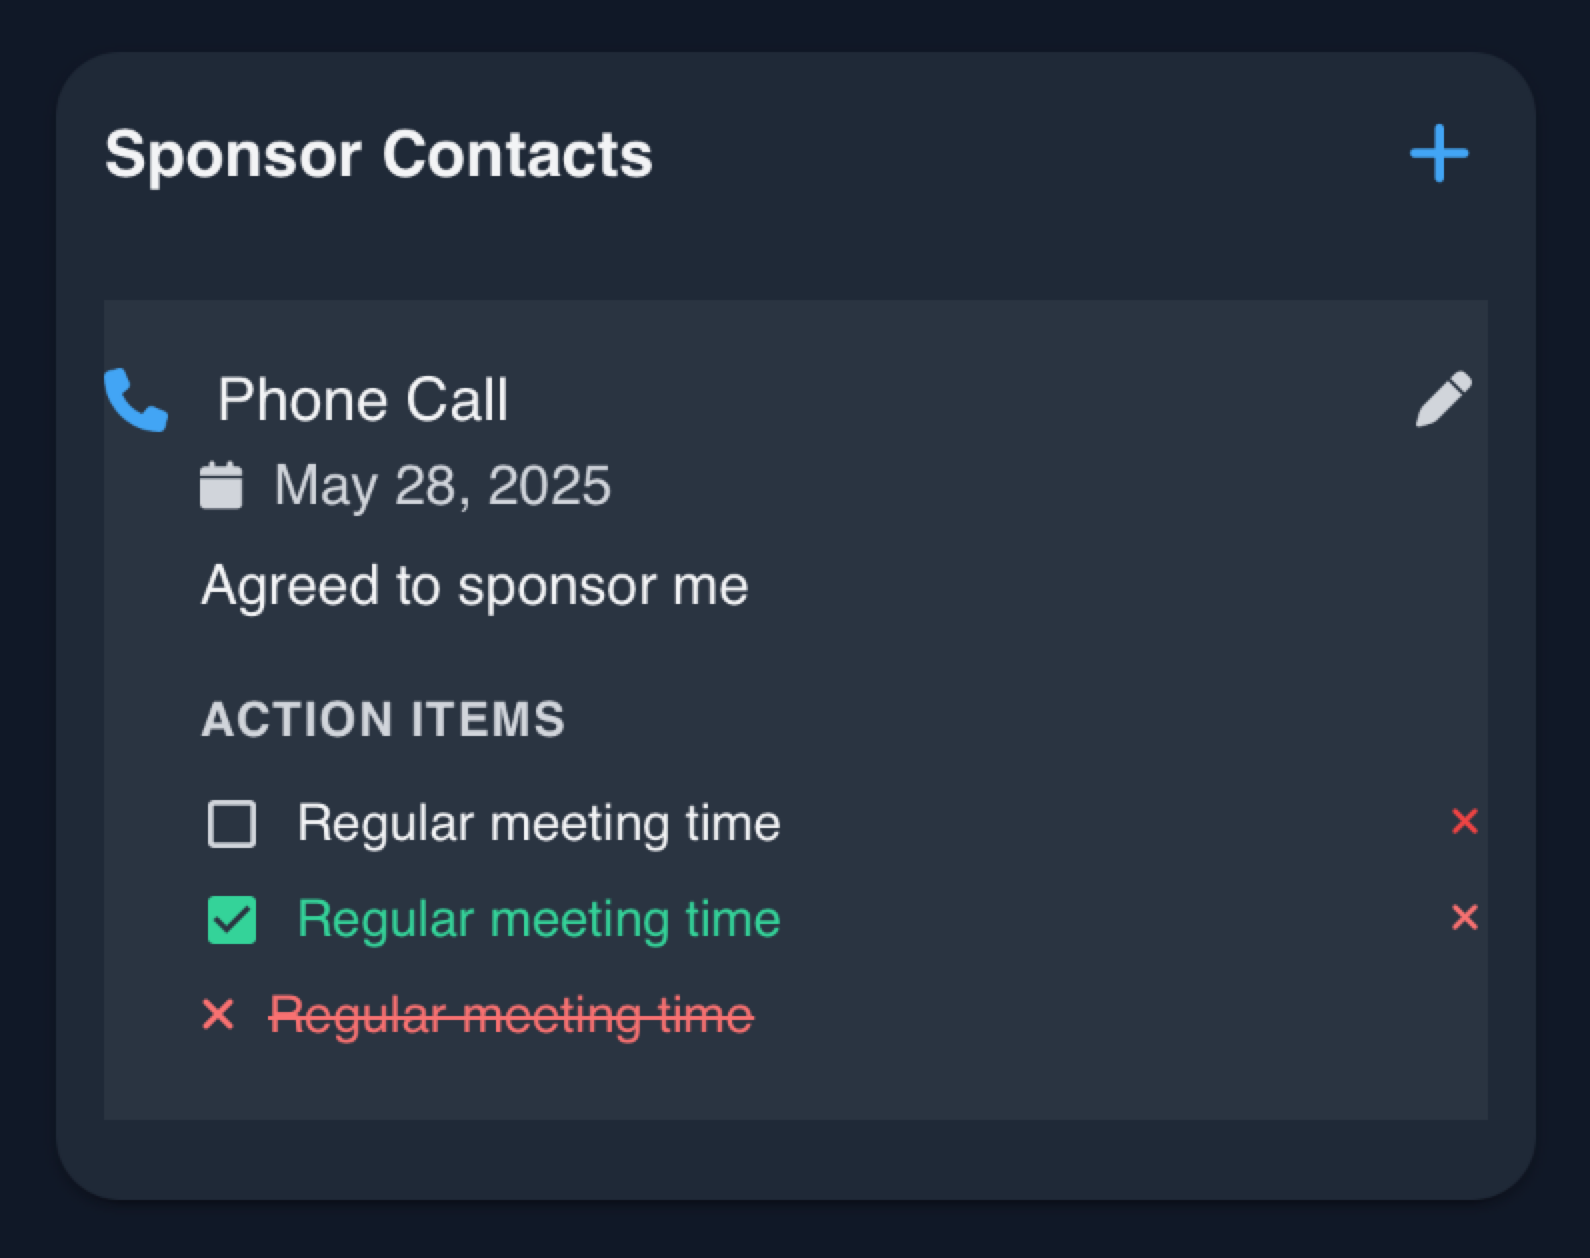 Sponsor Contacts
Phone Call
May 28, 2025
Agreed to sponsor me
ACTION ITEMS
Regular meeting time
Regular meeting time
Regular meeting time